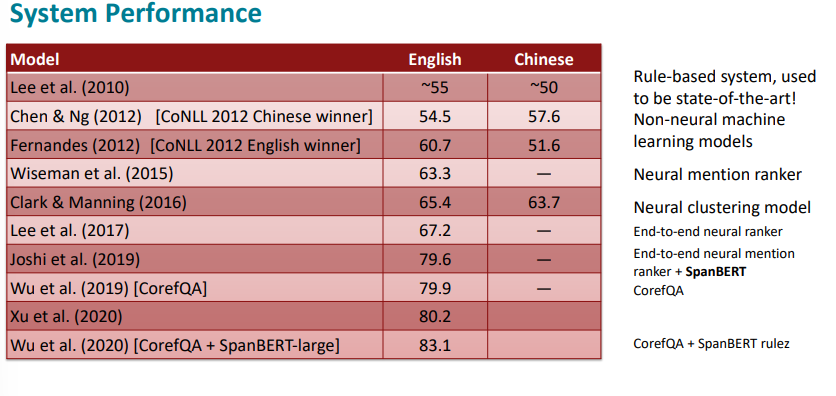 System Performance
Model English Chinese
Lee et al. (2010) ~55 ~50
Chen & Ng (2012) [CoNLL 2012 Chinese winner] 54.5 57.6
Fernandes (2012) [CoNLL 2012 English winner] 60.7 51.6
Wiseman et al. (2015) 63.3 —
Clark & Manning (2016) 65.4 63.7
Lee et al. (2017) 67.2 —
Joshi et al. (2019) 79.6 —
Wu et al. (2019) [CorefQA] 79.9 —
Xu et al. (2020) 80.2
Wu et al. (2020) [CorefQA + SpanBERT-large] 83.1
Rule-based system, used
to be state-of-the-art!
Non-neural machine
learning models
Neural mention ranker
Neural clustering model
End-to-end neural ranker
End-to-end neural mention
ranker + SpanBERT
CorefQA
CorefQA + SpanBERT rulez